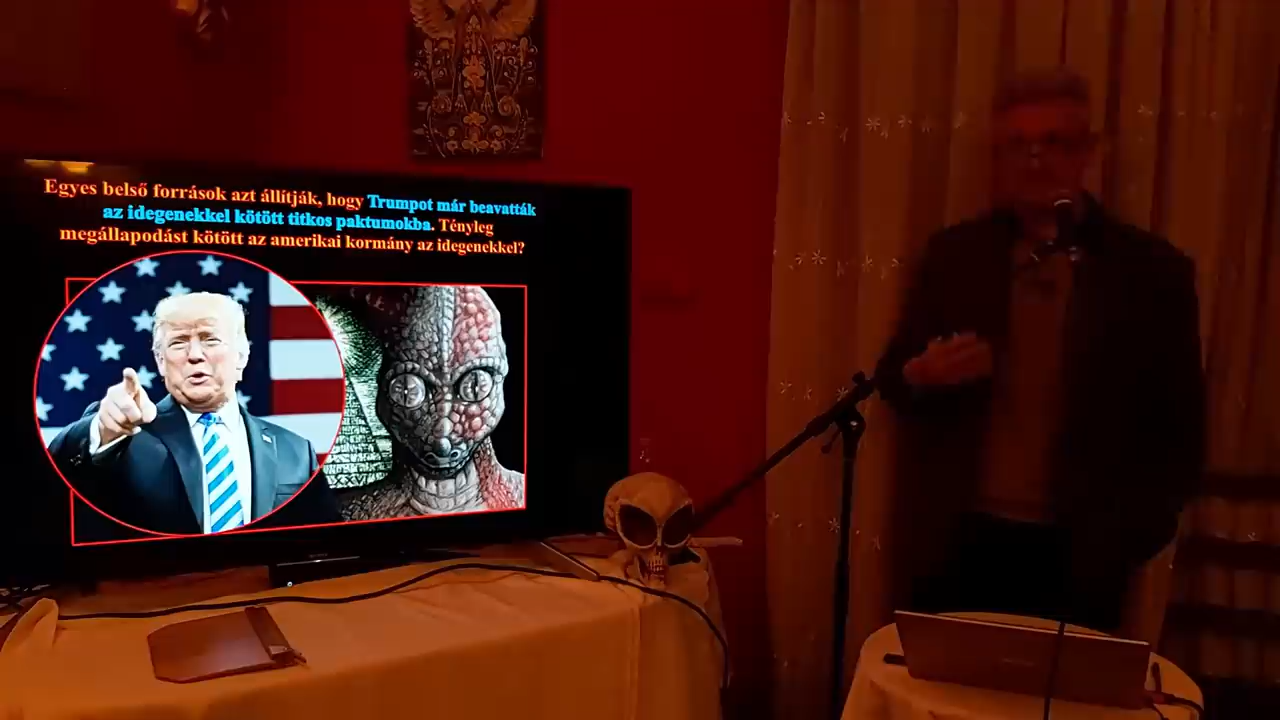 Egyes belső források azt állítják, hogy Trumpot már beavatták
az idegenekkel kötött titkos paktumokba. Tényleg
megállapodást kötött az amerikai kormány az idegenekkel?